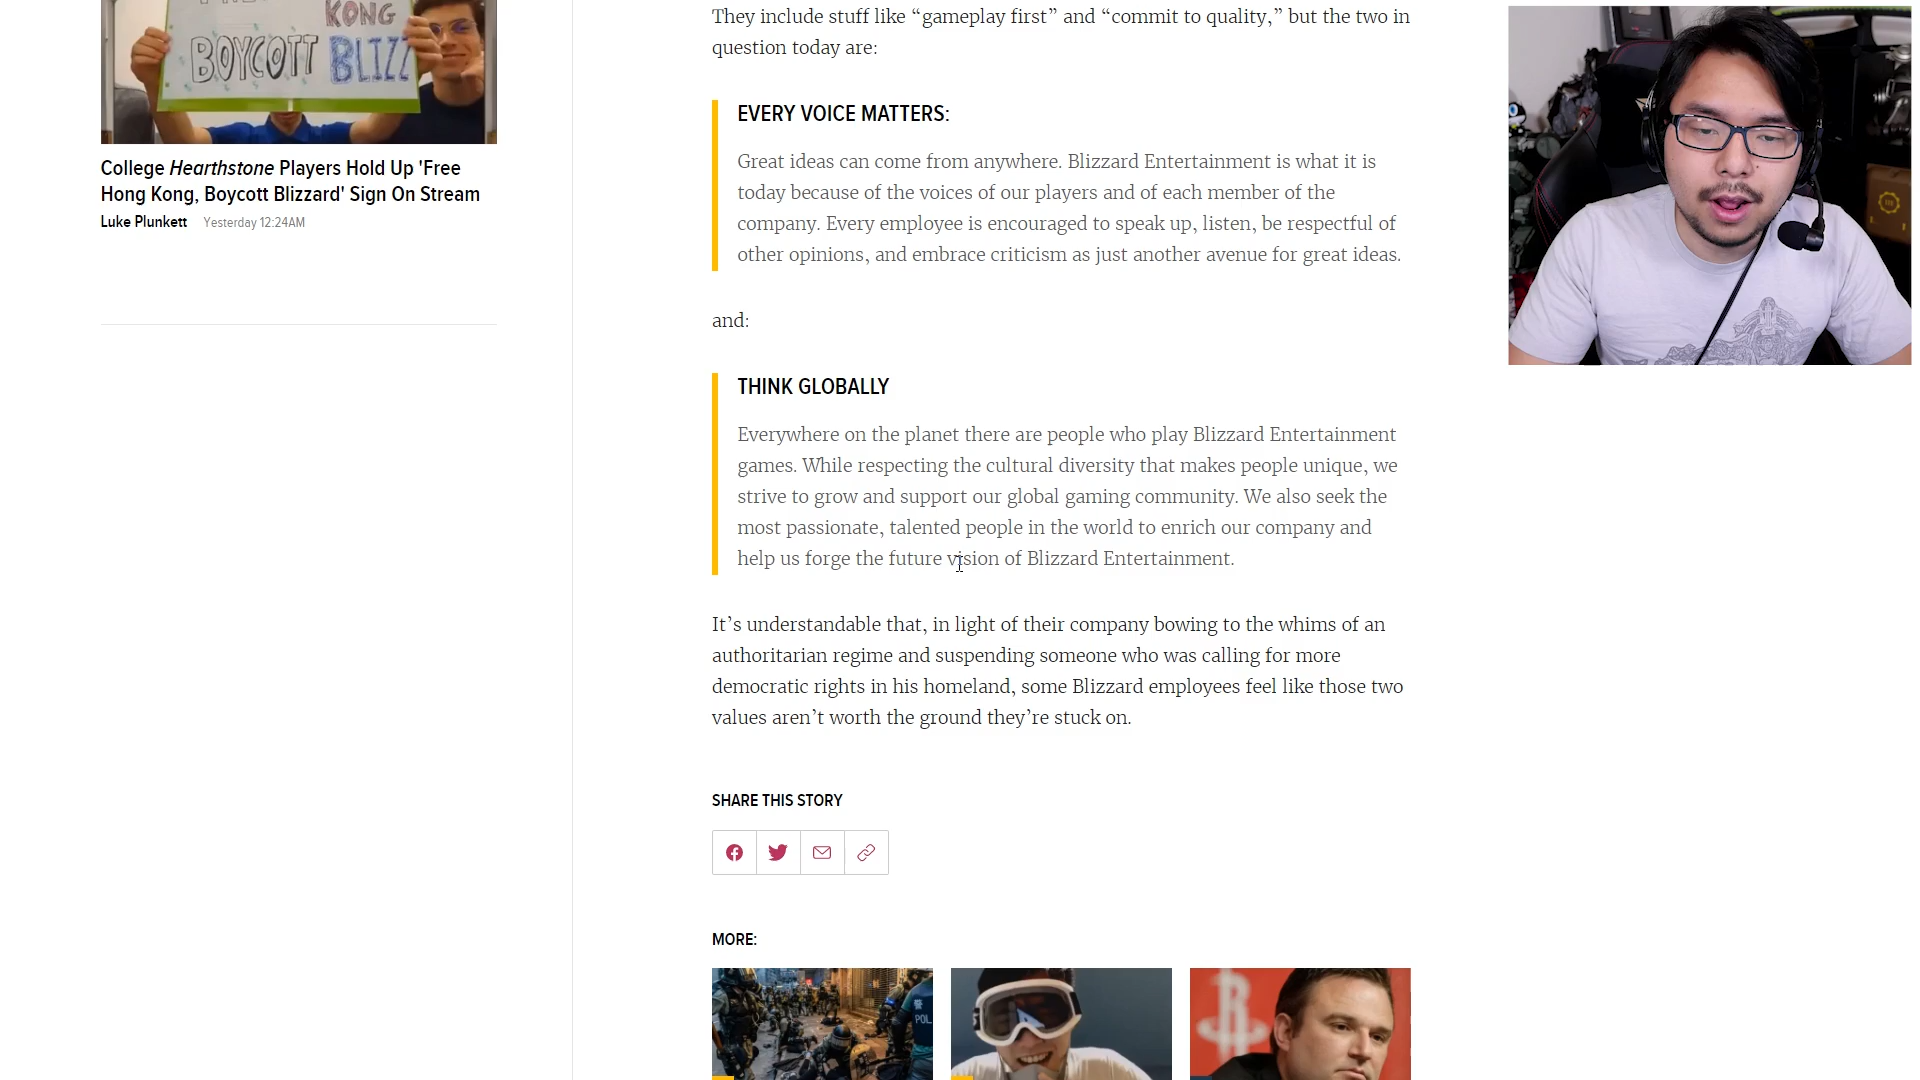 KONG
BOYCOTT BLIZZ
College Hearthstone Players Hold Up 'Free
Hong Kong, Boycott Blizzard' Sign On Stream
Luke Plunkett Yesterday 12:24AM
They include stuff like “gameplay first” and “commit to quality,” but the two in
question today are:
EVERY VOICE MATTERS:
Great ideas can come from anywhere. Blizzard Entertainment is what it is
today because of the voices of our players and of each member of the
company. Every employee is encouraged to speak up, listen, be respectful of
other opinions, and embrace criticism as just another avenue for great ideas.
and:
THINK GLOBALLY
Everywhere on the planet there are people who play Blizzard Entertainment
games. While respecting the cultural diversity that makes people unique, we
strive to grow and support our global gaming community. We also seek the
most passionate, talented people in the world to enrich our company and
help us forge the future vision of Blizzard Entertainment.
It’s understandable that, in light of their company bowing to the whims of an
authoritarian regime and suspending someone who was calling for more
democratic rights in his homeland, some Blizzard employees feel like those two
values aren’t worth the ground they’re stuck on.
SHARE THIS STORY
MORE:
POL